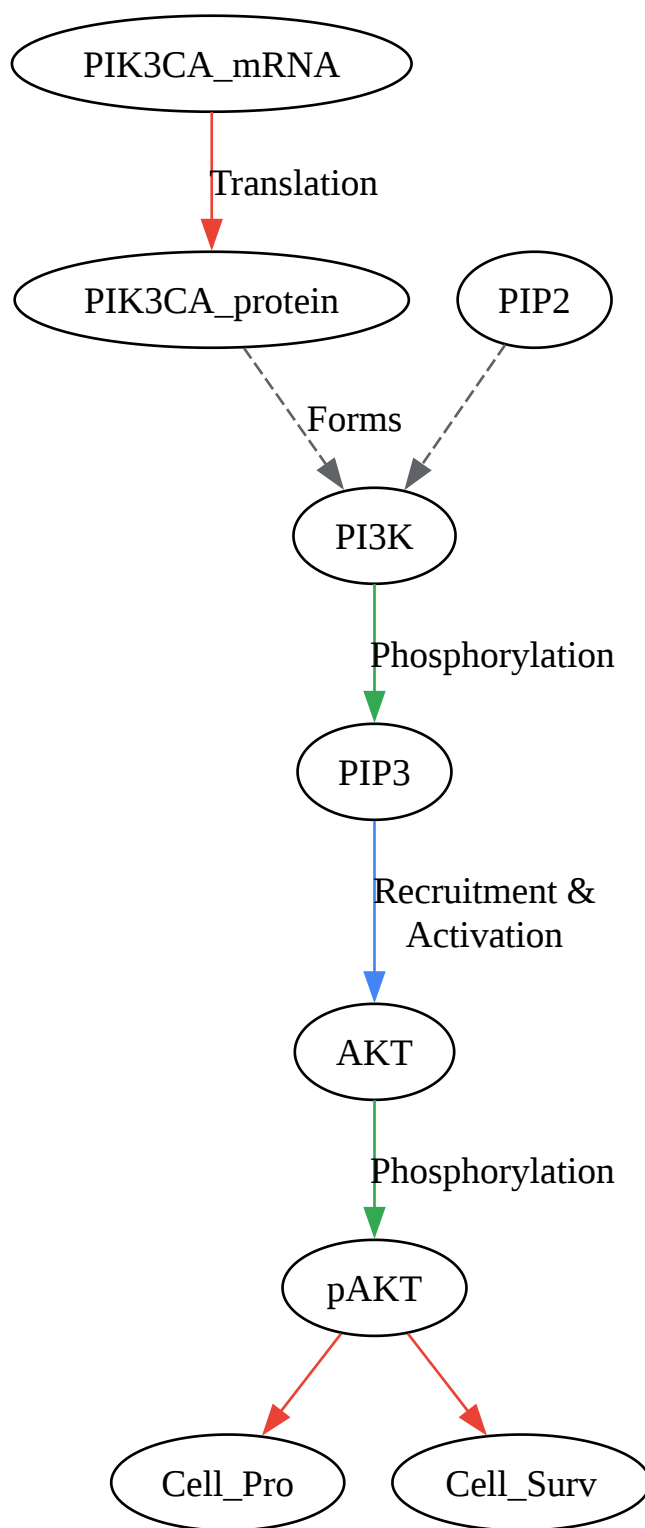 PIK3CA_mRNA
Translation
PIK3CA_protein
PIP2
Forms
PI3K
Phosphorylation
PIP3
Recruitment &
Activation
AKT
Phosphorylation
pAKT
Cell_Pro
Cell_Surv